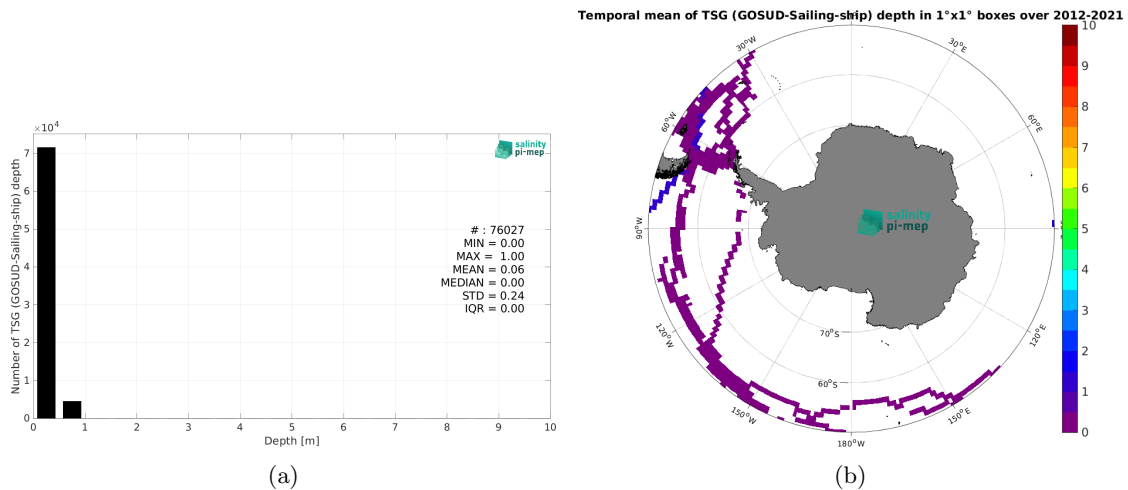 ×10⁴
7
6
5
4
3
2
1
0
Number of TSG (GOSUD-Sailing-ship) depth
salinity
pi-mep
# : 76027
MIN = 0.00
MAX = 1.00
MEAN = 0.06
MEDIAN = 0.00
STD = 0.24
IQR = 0.00
0 1 2 3 4 5 6 7 8 9 10
Depth [m]
(a)
Temporal mean of TSG (GOSUD-Sailing-ship) depth in 1°x1° boxes over 2012-2021
30°W
30°E
60°W
60°E
90°W
salinity
pi-mep
120°W
120°E
70°S
60°S
150°W
150°E
180°W
10
9
8
7
6
5
4
3
2
1
0
(b)